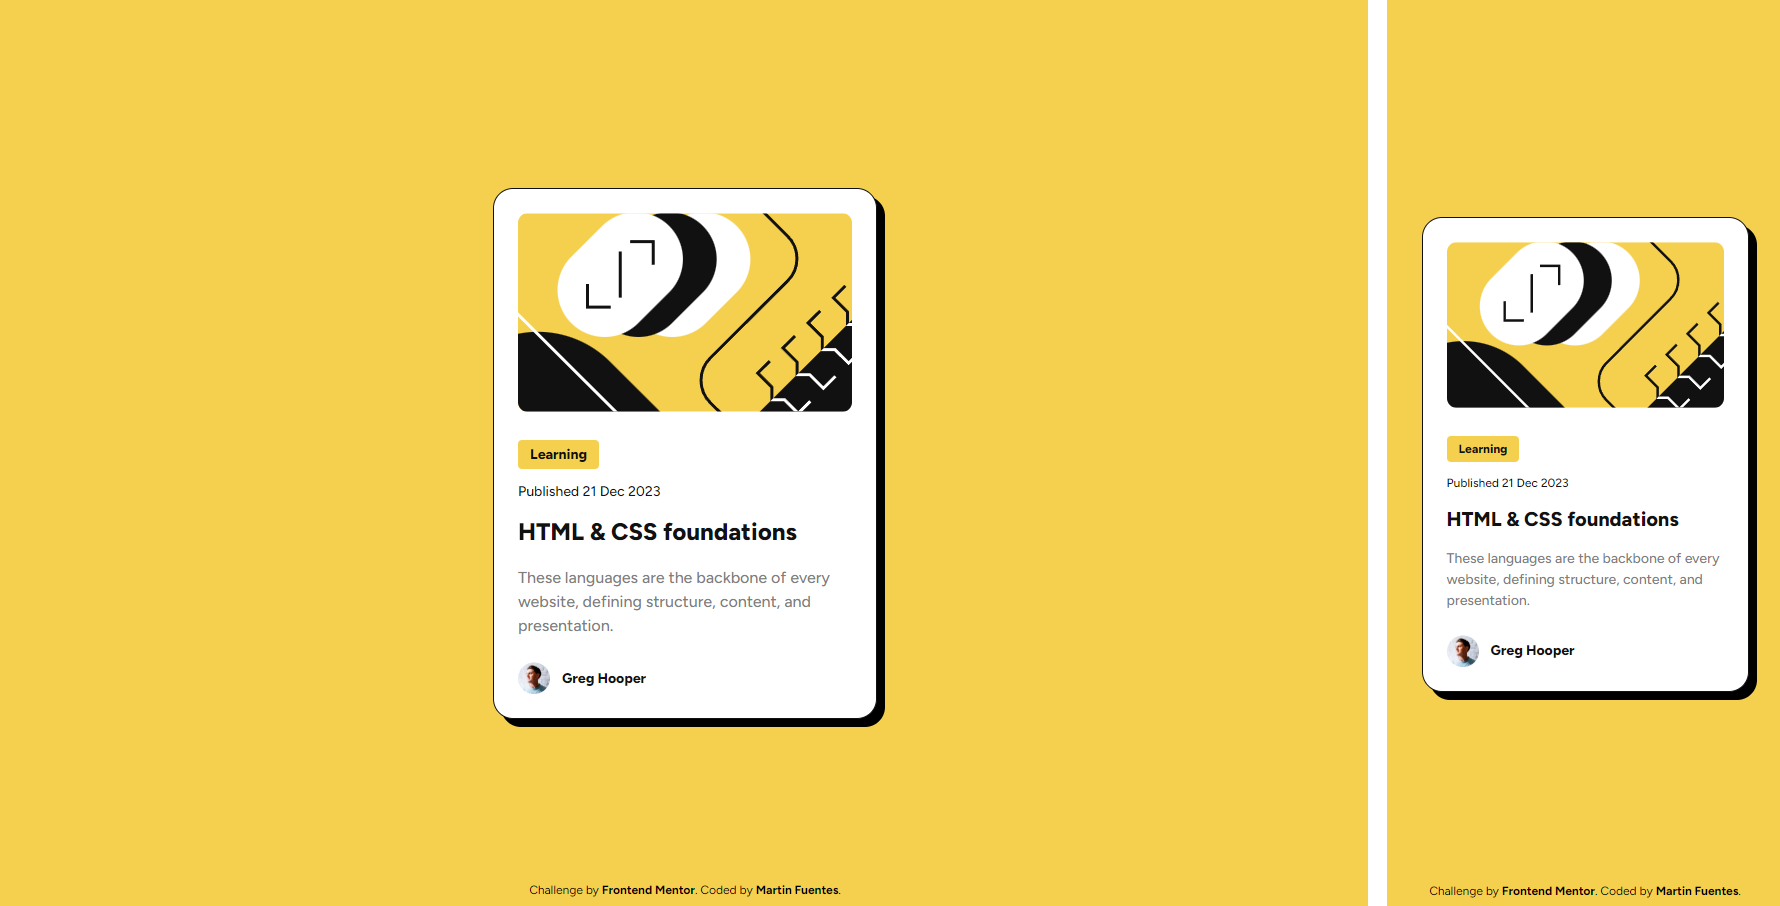 Learning
Published 21 Dec 2023
HTML & CSS foundations
These languages are the backbone of every
website, defining structure, content, and
presentation.
Greg Hooper
Challenge by Frontend Mentor. Coded by Martin Fuentes.
Learning
Published 21 Dec 2023
HTML & CSS foundations
These languages are the backbone of every
website, defining structure, content, and
presentation.
Greg Hooper
Challenge by Frontend Mentor. Coded by Martin Fuentes.